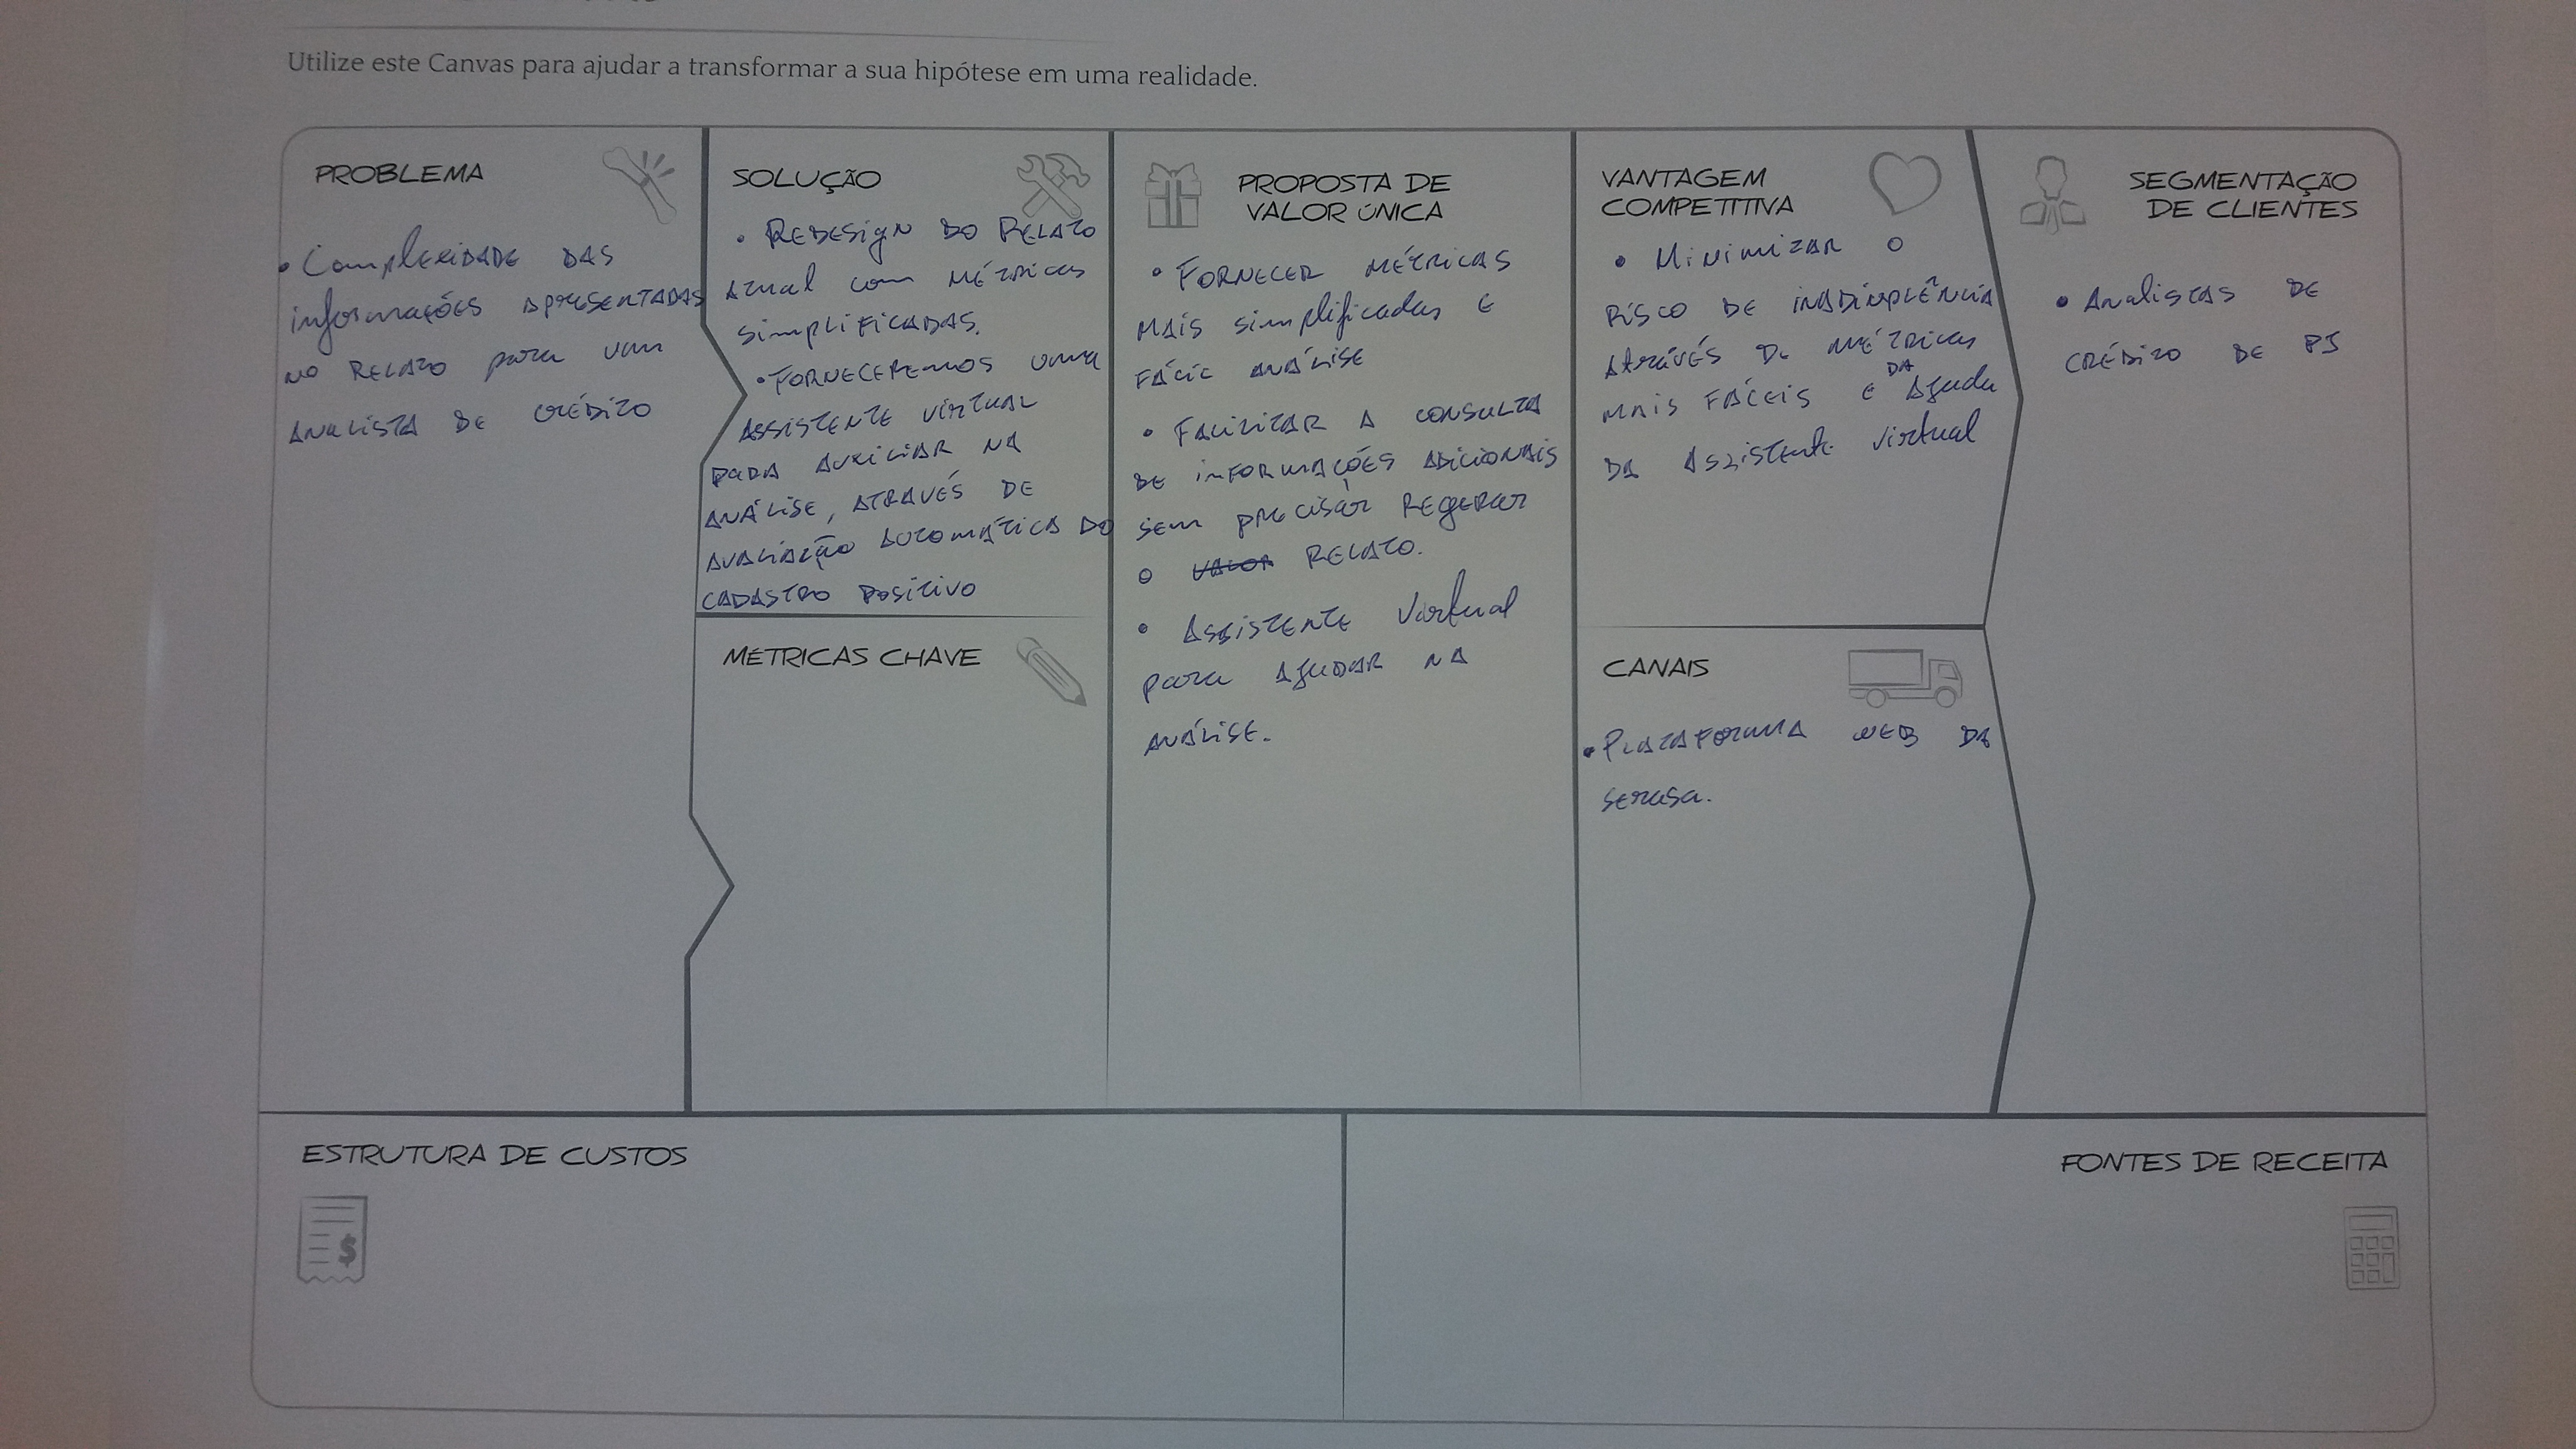 Utilize este Canvas para ajudar a transformar a sua hipótese em uma realidade.
PROBLEMA
• Complexidade DAS
informações APRESENTADAS
NO RELATO para um
ANALISTA DE CRÉDITO
SOLUÇÃO
• REDESIGN DO RELATO
ATUAL com MÉTRICAS
SIMPLIFICADAS.
• FORNECEREMOS UMA
ASSISTENTE VIRTUAL
PARA AUXILIAR NA
ANÁLISE, ATRAVÉS DE
AVALIAÇÃO AUTOMÁTICA DO
CADASTRO POSITIVO
MÉTRICAS CHAVE
PROPOSTA DE
VALOR ÚNICA
• FORNECER MÉTRICAS
MAIS simplificadas E
FÁCIL ANÁLISE
• FACILITAR A CONSULTA
DE INFORMAÇÕES ADICIONAIS
SEM precisar REGERAR
O VALOR RELATO.
• ASSISTENTE Virtual
para AJUDAR NA
ANÁLISE.
VANTAGEM
COMPETITIVA
• MINIMIZAR O
RISCO DE INADIMPLÊNCIA
Atrávés DE MÉTRICAS
MAIS FÁCEIS E DA AJuda
DA ASSISTENTE Virtual
CANAIS
• PLATAFORMA WEB DA
SERASA.
SEGMENTAÇÃO
DE CLIENTES
• ANALISTAS DE
CRÉDITO DE PJ
ESTRUTURA DE CUSTOS
$
FONTES DE RECEITA